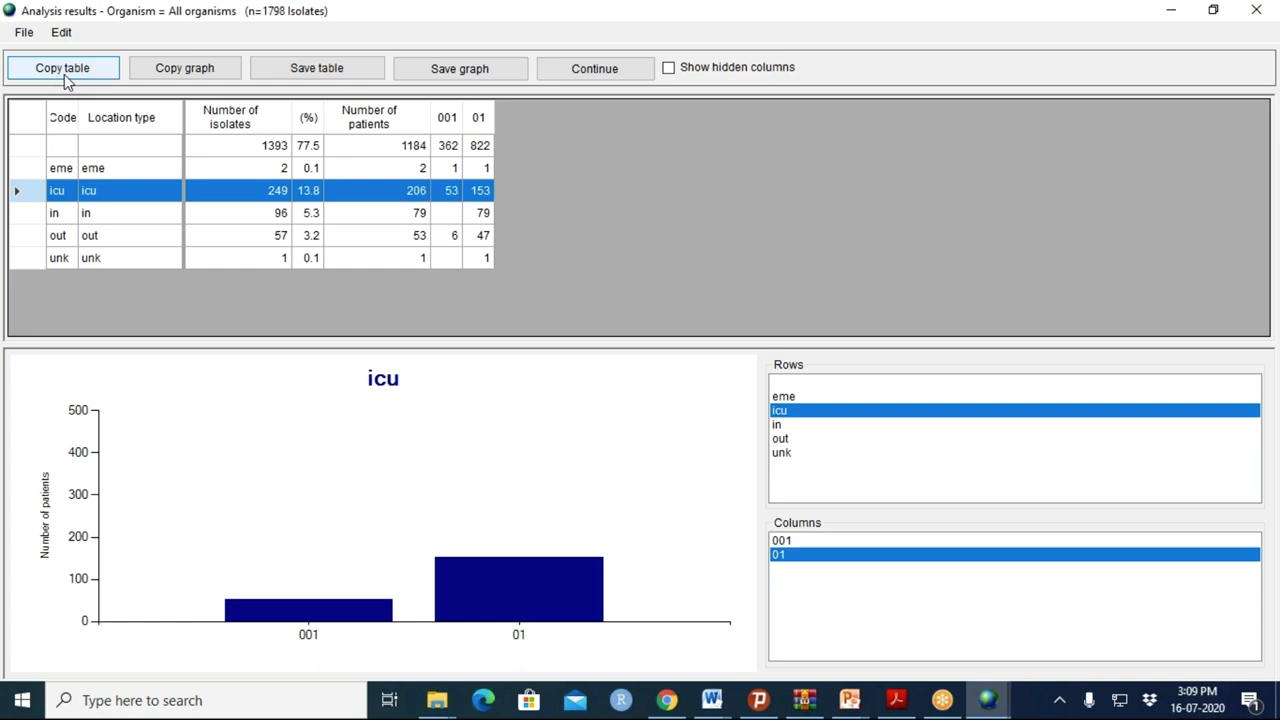 Analysis results - Organism = All organisms (n=1798 Isolates)
File Edit
Copy table Copy graph Save table Save graph Continue Show hidden columns
Code Location type Number of isolates (%) Number of patients 001 01
1393 77.5 1184 362 822
eme eme 2 0.1 2 1 1
icu icu 249 13.8 206 53 153
in in 96 5.3 79 79
out out 57 3.2 53 6 47
unk unk 1 0.1 1 1
icu
500
400
300
200
100
0
Number of patients
001 01
Rows
eme
icu
in
out
unk
Columns
001
01
Type here to search
3:09 PM
16-07-2020
1